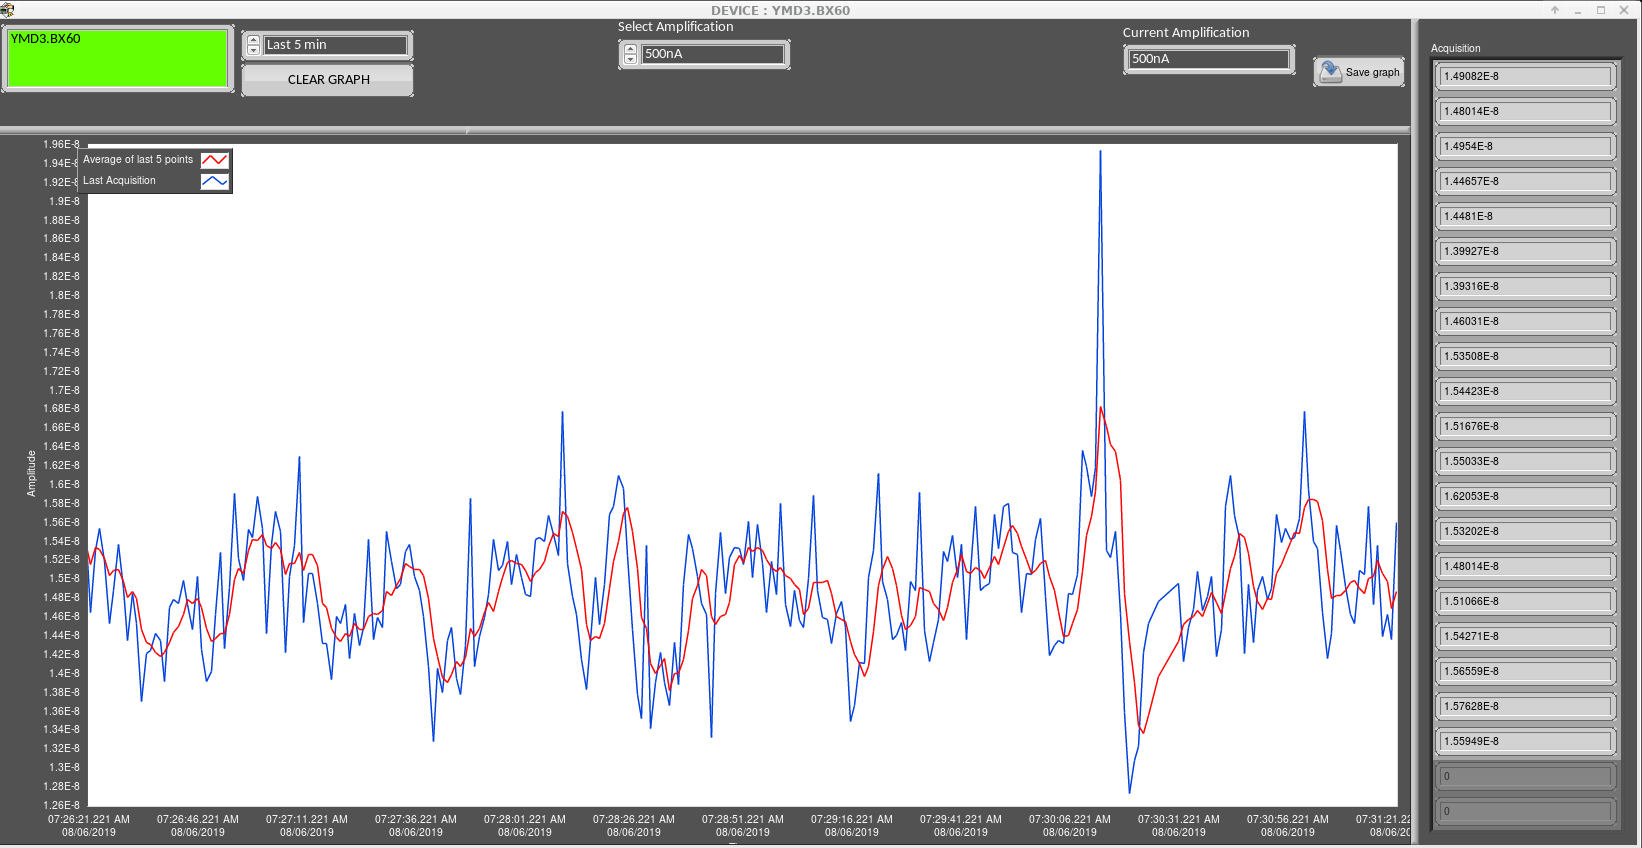 DEVICE : YMD3.BX60
YMD3.BX60
Last 5 min
CLEAR GRAPH
Select Amplification
500nA
Current Amplification
500nA
Save graph
Acquisition
1.49082E-8
1.48014E-8
1.4954E-8
1.44657E-8
1.4481E-8
1.39927E-8
1.39316E-8
1.46031E-8
1.53508E-8
1.54423E-8
1.51676E-8
1.55033E-8
1.62053E-8
1.53202E-8
1.48014E-8
1.51066E-8
1.54271E-8
1.56559E-8
1.57628E-8
1.55949E-8
0
0
Average of last 5 points
Last Acquisition
Amplitude
1.96E-8
1.94E-8
1.92E-8
1.9E-8
1.88E-8
1.86E-8
1.84E-8
1.82E-8
1.8E-8
1.78E-8
1.76E-8
1.74E-8
1.72E-8
1.7E-8
1.68E-8
1.66E-8
1.64E-8
1.62E-8
1.6E-8
1.58E-8
1.56E-8
1.54E-8
1.52E-8
1.5E-8
1.48E-8
1.46E-8
1.44E-8
1.42E-8
1.4E-8
1.38E-8
1.36E-8
1.34E-8
1.32E-8
1.3E-8
1.28E-8
1.26E-8
07:26:21.221 AM
08/06/2019
07:26:46.221 AM
08/06/2019
07:27:11.221 AM
08/06/2019
07:27:36.221 AM
08/06/2019
07:28:01.221 AM
08/06/2019
07:28:26.221 AM
08/06/2019
07:28:51.221 AM
08/06/2019
07:29:16.221 AM
08/06/2019
07:29:41.221 AM
08/06/2019
07:30:06.221 AM
08/06/2019
07:30:31.221 AM
08/06/2019
07:30:56.221 AM
08/06/2019
07:31:21.22
08/06/20